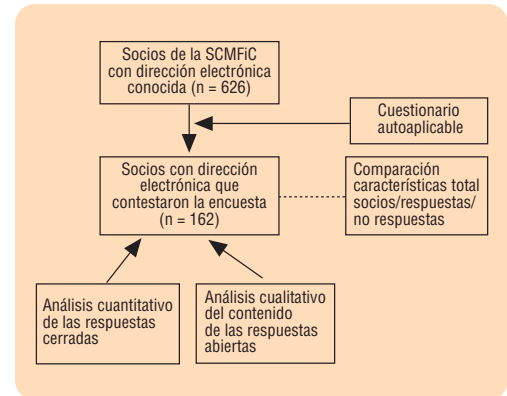 Socios de la SCMFiC
con dirección electrónica
conocida (n = 626)
Cuestionario
autoaplicable
Socios con dirección
electrónica que
contestaron la encuesta
(n = 162)
Comparación
características total
socios/respuestas/
no respuestas
Análisis cuantitativo
de las respuestas
cerradas
Análisis cualitativo
del contenido
de las respuestas
abiertas